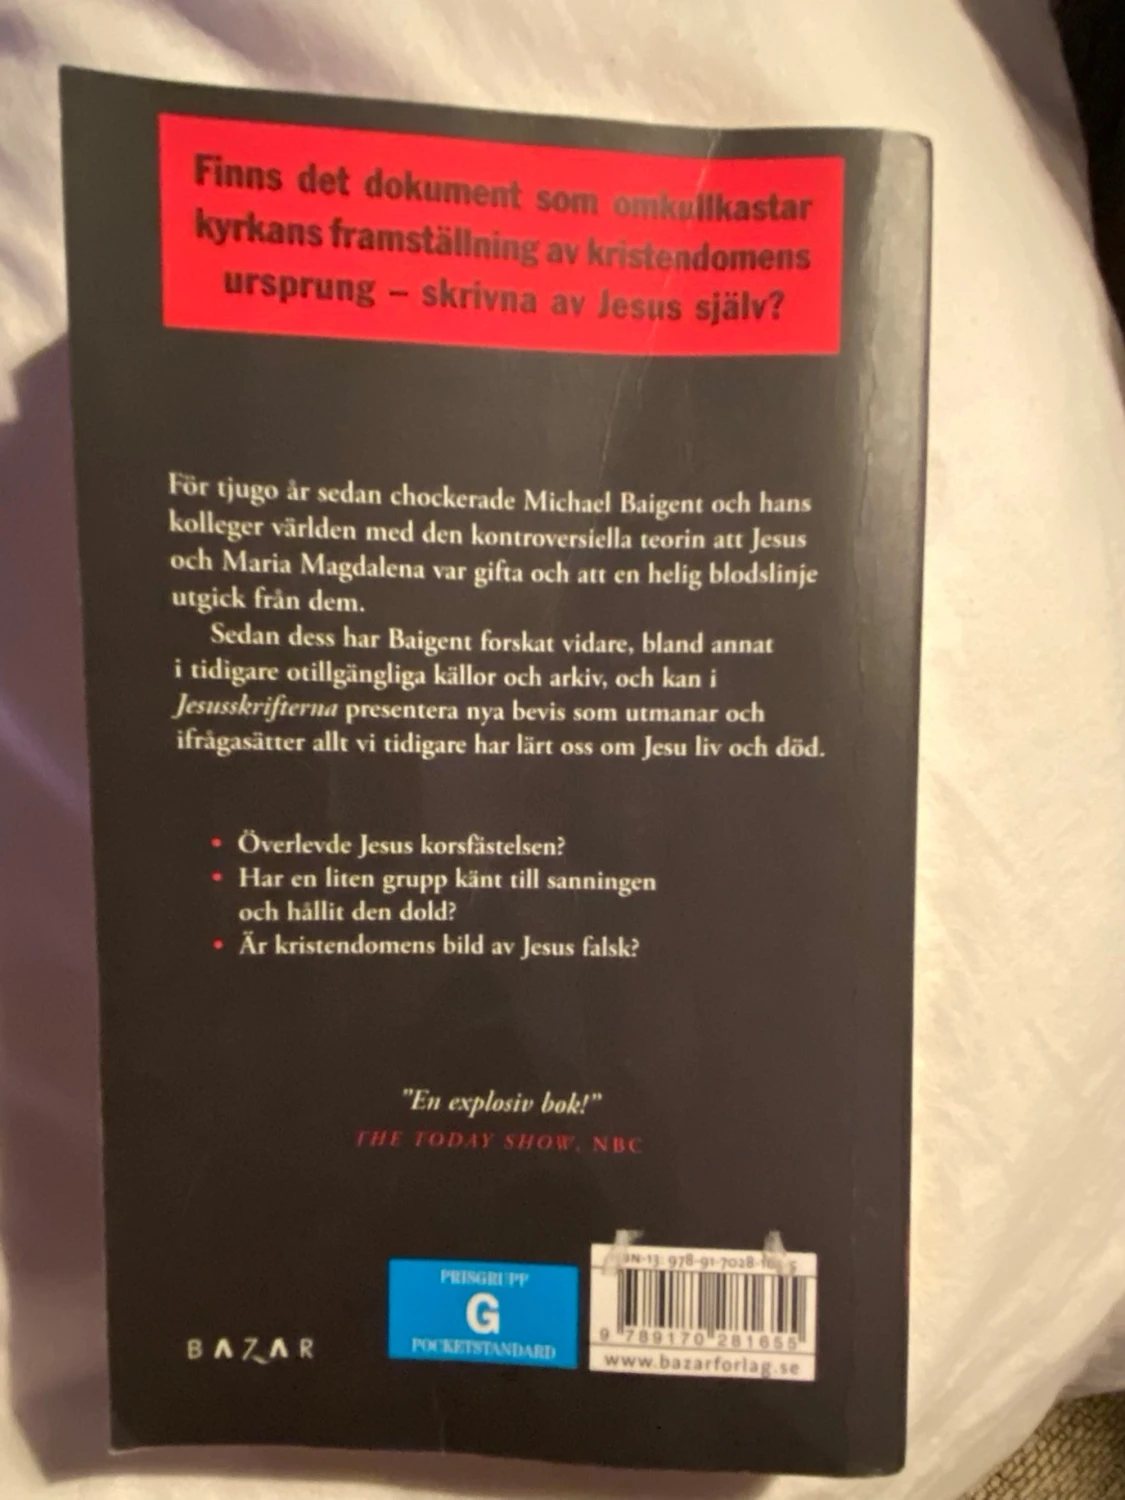 Finns det dokument som omkullkastar
kyrkans framställning av kristendomens
ursprung – skrivna av Jesus själv?
För tjugo år sedan chockerade Michael Baigent och hans
kolleger världen med den kontroversiella teorin att Jesus
och Maria Magdalena var gifta och att en helig blodslinje
utgick från dem.
Sedan dess har Baigent forskat vidare, bland annat
i tidigare otillgängliga källor och arkiv, och kan i
Jesusskrifterna presentera nya bevis som utmanar och
ifrågasätter allt vi tidigare har lärt oss om Jesu liv och död.
• Överlevde Jesus korsfästelsen?
• Har en liten grupp känt till sanningen
och hållit den dold?
• Är kristendomens bild av Jesus falsk?
"En explosiv bok!"
THE TODAY SHOW, NBC
PRISGRUPP
G
POCKETSTANDARD
BAZAR
9 789170 281655
www.bazarforlag.se